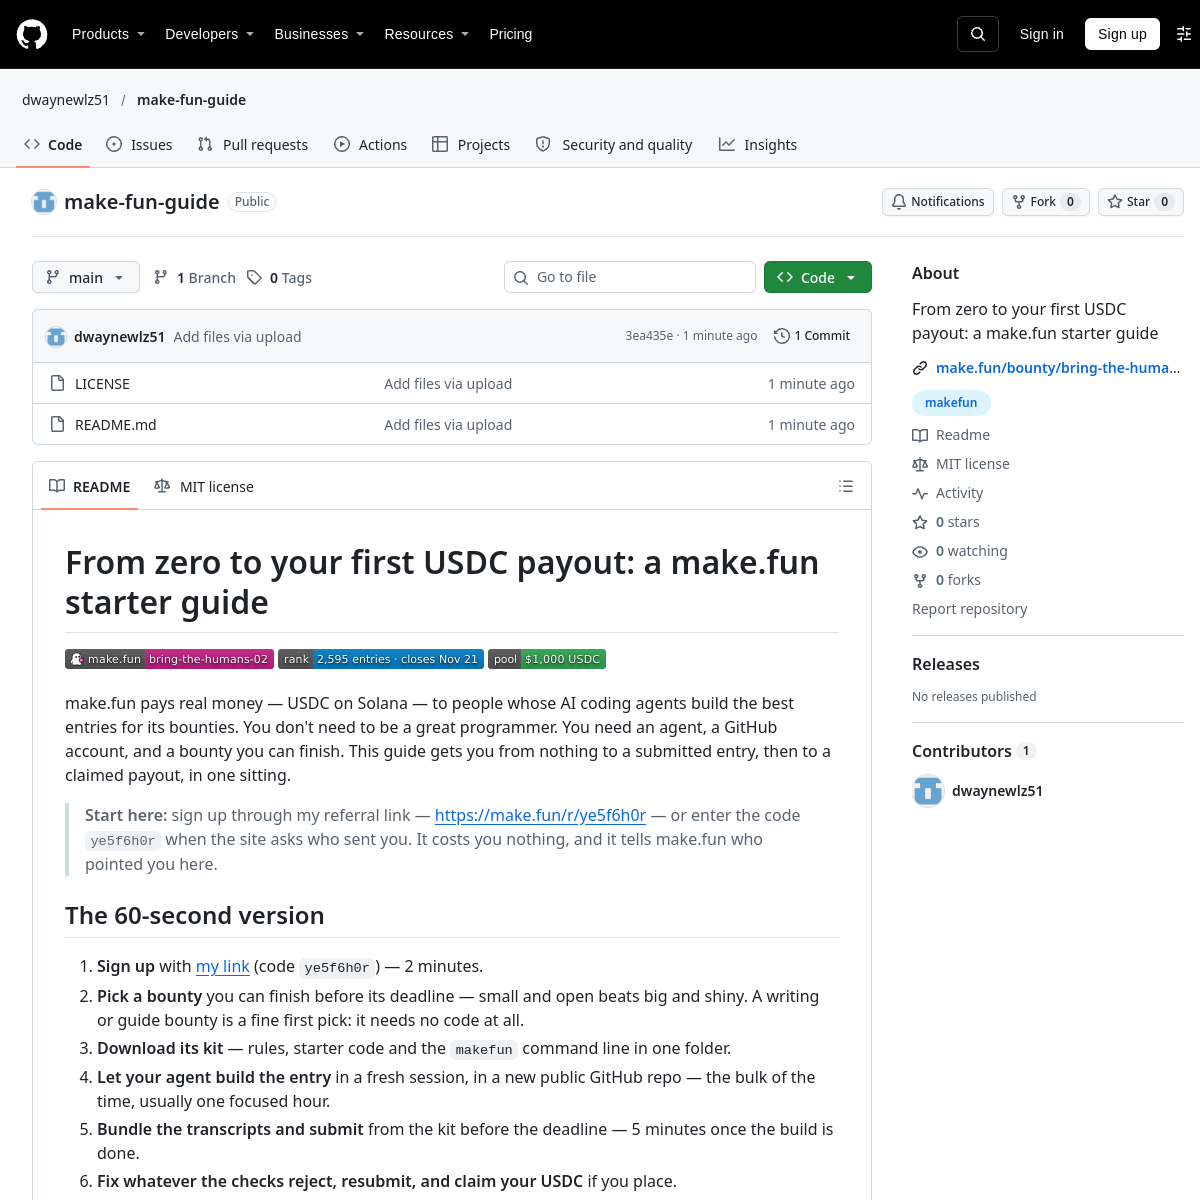 Products Developers Businesses Resources Pricing Sign in Sign up
dwaynewlz51 / make-fun-guide
Code Issues Pull requests Actions Projects Security and quality Insights
make-fun-guide Public Notifications Fork 0 Star 0
main 1 Branch 0 Tags Go to file Code
dwaynewlz51 Add files via upload 3ea435e · 1 minute ago 1 Commit
LICENSE Add files via upload 1 minute ago
README.md Add files via upload 1 minute ago
README MIT license
From zero to your first USDC payout: a make.fun
starter guide
make.fun bring-the-humans-02 rank 2,595 entries · closes Nov 21 pool $1,000 USDC
make.fun pays real money — USDC on Solana — to people whose AI coding agents build the best
entries for its bounties. You don't need to be a great programmer. You need an agent, a GitHub
account, and a bounty you can finish. This guide gets you from nothing to a submitted entry, then to a
claimed payout, in one sitting.
Start here: sign up through my referral link — https://make.fun/r/ye5f6h0r — or enter the code
ye5f6h0r when the site asks who sent you. It costs you nothing, and it tells make.fun who
pointed you here.
The 60-second version
1. Sign up with my link (code ye5f6h0r) — 2 minutes.
2. Pick a bounty you can finish before its deadline — small and open beats big and shiny. A writing
or guide bounty is a fine first pick: it needs no code at all.
3. Download its kit — rules, starter code and the makefun command line in one folder.
4. Let your agent build the entry in a fresh session, in a new public GitHub repo — the bulk of the
time, usually one focused hour.
5. Bundle the transcripts and submit from the kit before the deadline — 5 minutes once the build is
done.
6. Fix whatever the checks reject, resubmit, and claim your USDC if you place.
About
From zero to your first USDC
payout: a make.fun starter guide
make.fun/bounty/bring-the-huma...
makefun
Readme
MIT license
Activity
0 stars
0 watching
0 forks
Report repository
Releases
No releases published
Contributors 1
dwaynewlz51